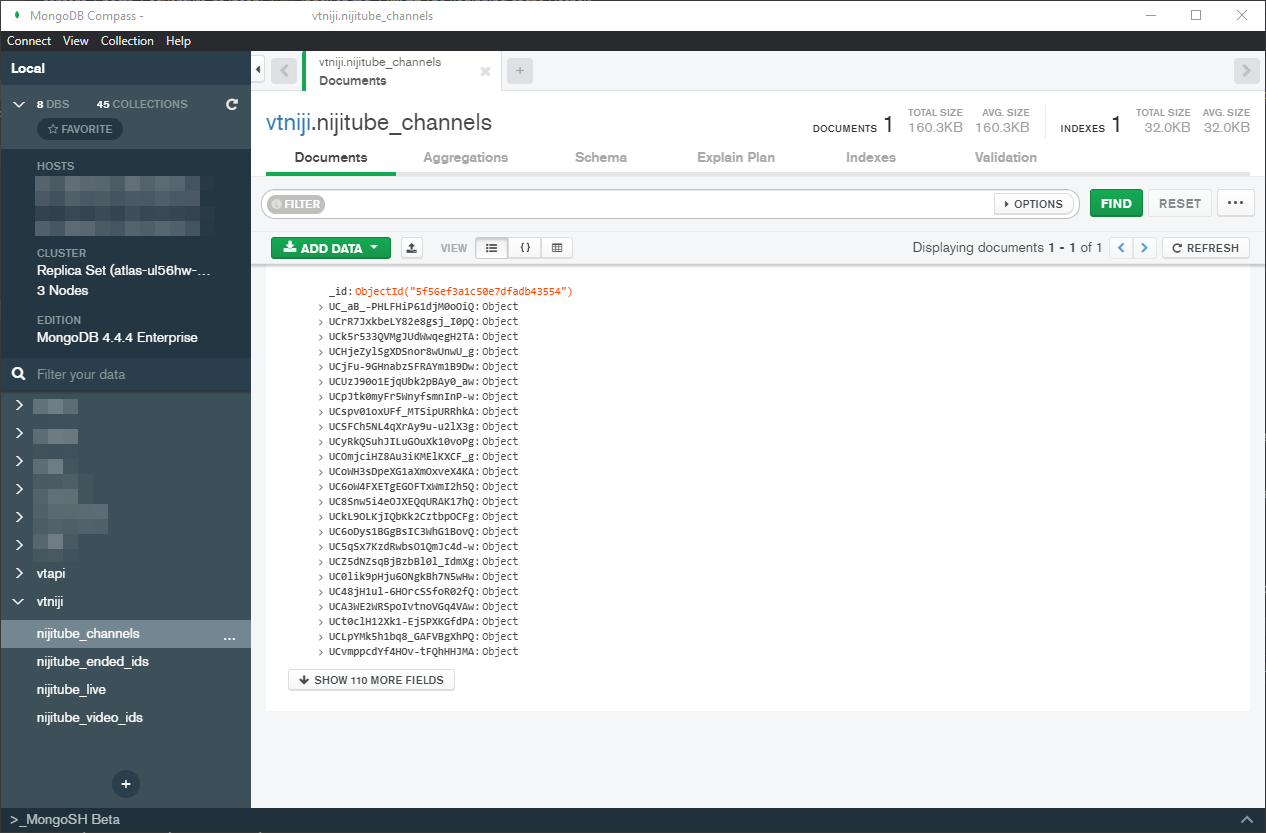 MongoDB Compass - vtniji.nijitube_channels
Connect View Collection Help
Local
8 DBS 45 COLLECTIONS
FAVORITE
HOSTS
CLUSTER
Replica Set (atlas-ul56hw-...
3 Nodes
EDITION
MongoDB 4.4.4 Enterprise
Filter your data
vtapi
vtniji
nijitube_channels ...
nijitube_ended_ids
nijitube_live
nijitube_video_ids
+
>_MongoSH Beta
vtniji.nijitube_channels
Documents
vtniji.nijitube_channels
DOCUMENTS 1 TOTAL SIZE 160.3KB AVG. SIZE 160.3KB INDEXES 1 TOTAL SIZE 32.0KB AVG. SIZE 32.0KB
Documents Aggregations Schema Explain Plan Indexes Validation
FILTER OPTIONS FIND RESET ...
ADD DATA VIEW {} Displaying documents 1 - 1 of 1 < > REFRESH
_id: ObjectId("5f56ef3a1c50e7dfadb43554")
> UC_aB_-PHLFHiP61djM0oOiQ: Object
> UCrR7JxkbeLY82e8gsj_I0pQ: Object
> UCk5r533QVMgJUdWwqegH2TA: Object
> UCHjeZylSgXDSnor8wUnwU_g: Object
> UCjFu-9GHnabzSFRAYm1B9Dw: Object
> UCUzJ90o1EjqUbk2pBAy0_aw: Object
> UCpJtk0myFr5WnyfsmnInP-w: Object
> UCspv01oxUFf_MTSipURRhkA: Object
> UCSFCh5NL4qXrAy9u-u2lX3g: Object
> UCyRkQSuhJILuGOuXk10voPg: Object
> UCOmjciHZ8Au3iKMElKXCF_g: Object
> UCoWH3sDpeXG1aXmOxveX4KA: Object
> UC6oW4FXETgEGOFTxWmI2h5Q: Object
> UC8Snw5i4eOJXEQqURAK17hQ: Object
> UCkL9OLKjIQbKk2CztbpOCFg: Object
> UC6oDys1BGgBsIC3WhG1BovQ: Object
> UC5qSx7KzdRwbsO1QmJc4d-w: Object
> UCZ5dNZsqBjBzbBl0l_IdmXg: Object
> UC0lik9pHju6ONgkBh7N5wHw: Object
> UC48jH1ul-6HOrcSSfoR02fQ: Object
> UCA3WE2WRSpoIvtnoVGq4VAw: Object
> UCt0clH12Xk1-Ej5PXKGfdPA: Object
> UCLpYMk5h1bq8_GAFVBgXhPQ: Object
> UCvmppcdYf4HOv-tFQhHHJMA: Object
SHOW 110 MORE FIELDS